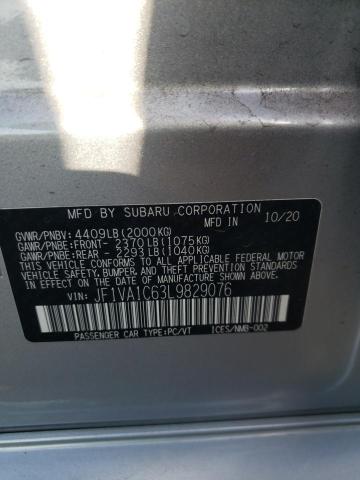 MFD BY SUBARU CORPORATION 10/20
MFD IN JAPAN
GVWR/PNBV: 4409LB(2000KG)
GAWR/PNBE:FRONT- 2370LB(1075KG)
GAWR/PNBE:REAR - 2293LB(1040KG)
THIS VEHICLE CONFORMS TO ALL APPLICABLE FEDERAL MOTOR
VEHICLE SAFETY, BUMPER, AND THEFT PREVENTION STANDARDS
IN EFFECT ON THE DATE OF MANUFACTURE SHOWN ABOVE.
VIN: JF1VA1C63L9829076
PASSENGER CAR TYPE:PC/VT ICES/NMB-002